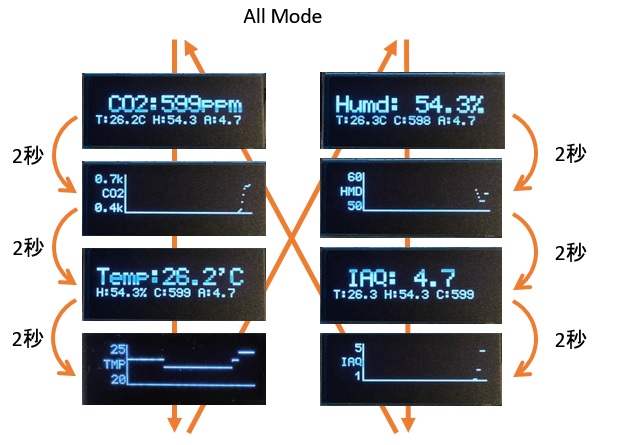 All Mode
CO2:599ppm
T:26.2C H:54.3 A:4.7
2秒
0.7k
CO2
0.4k
2秒
Temp:26.2'C
H:54.3% C:599 A:4.7
2秒
25
TMP
20
Humd: 54.3%
T:26.3C C:598 A:4.7
2秒
60
HMD
50
2秒
IAQ: 4.7
T:26.3 H:54.3 C:599
2秒
5
IAQ
1